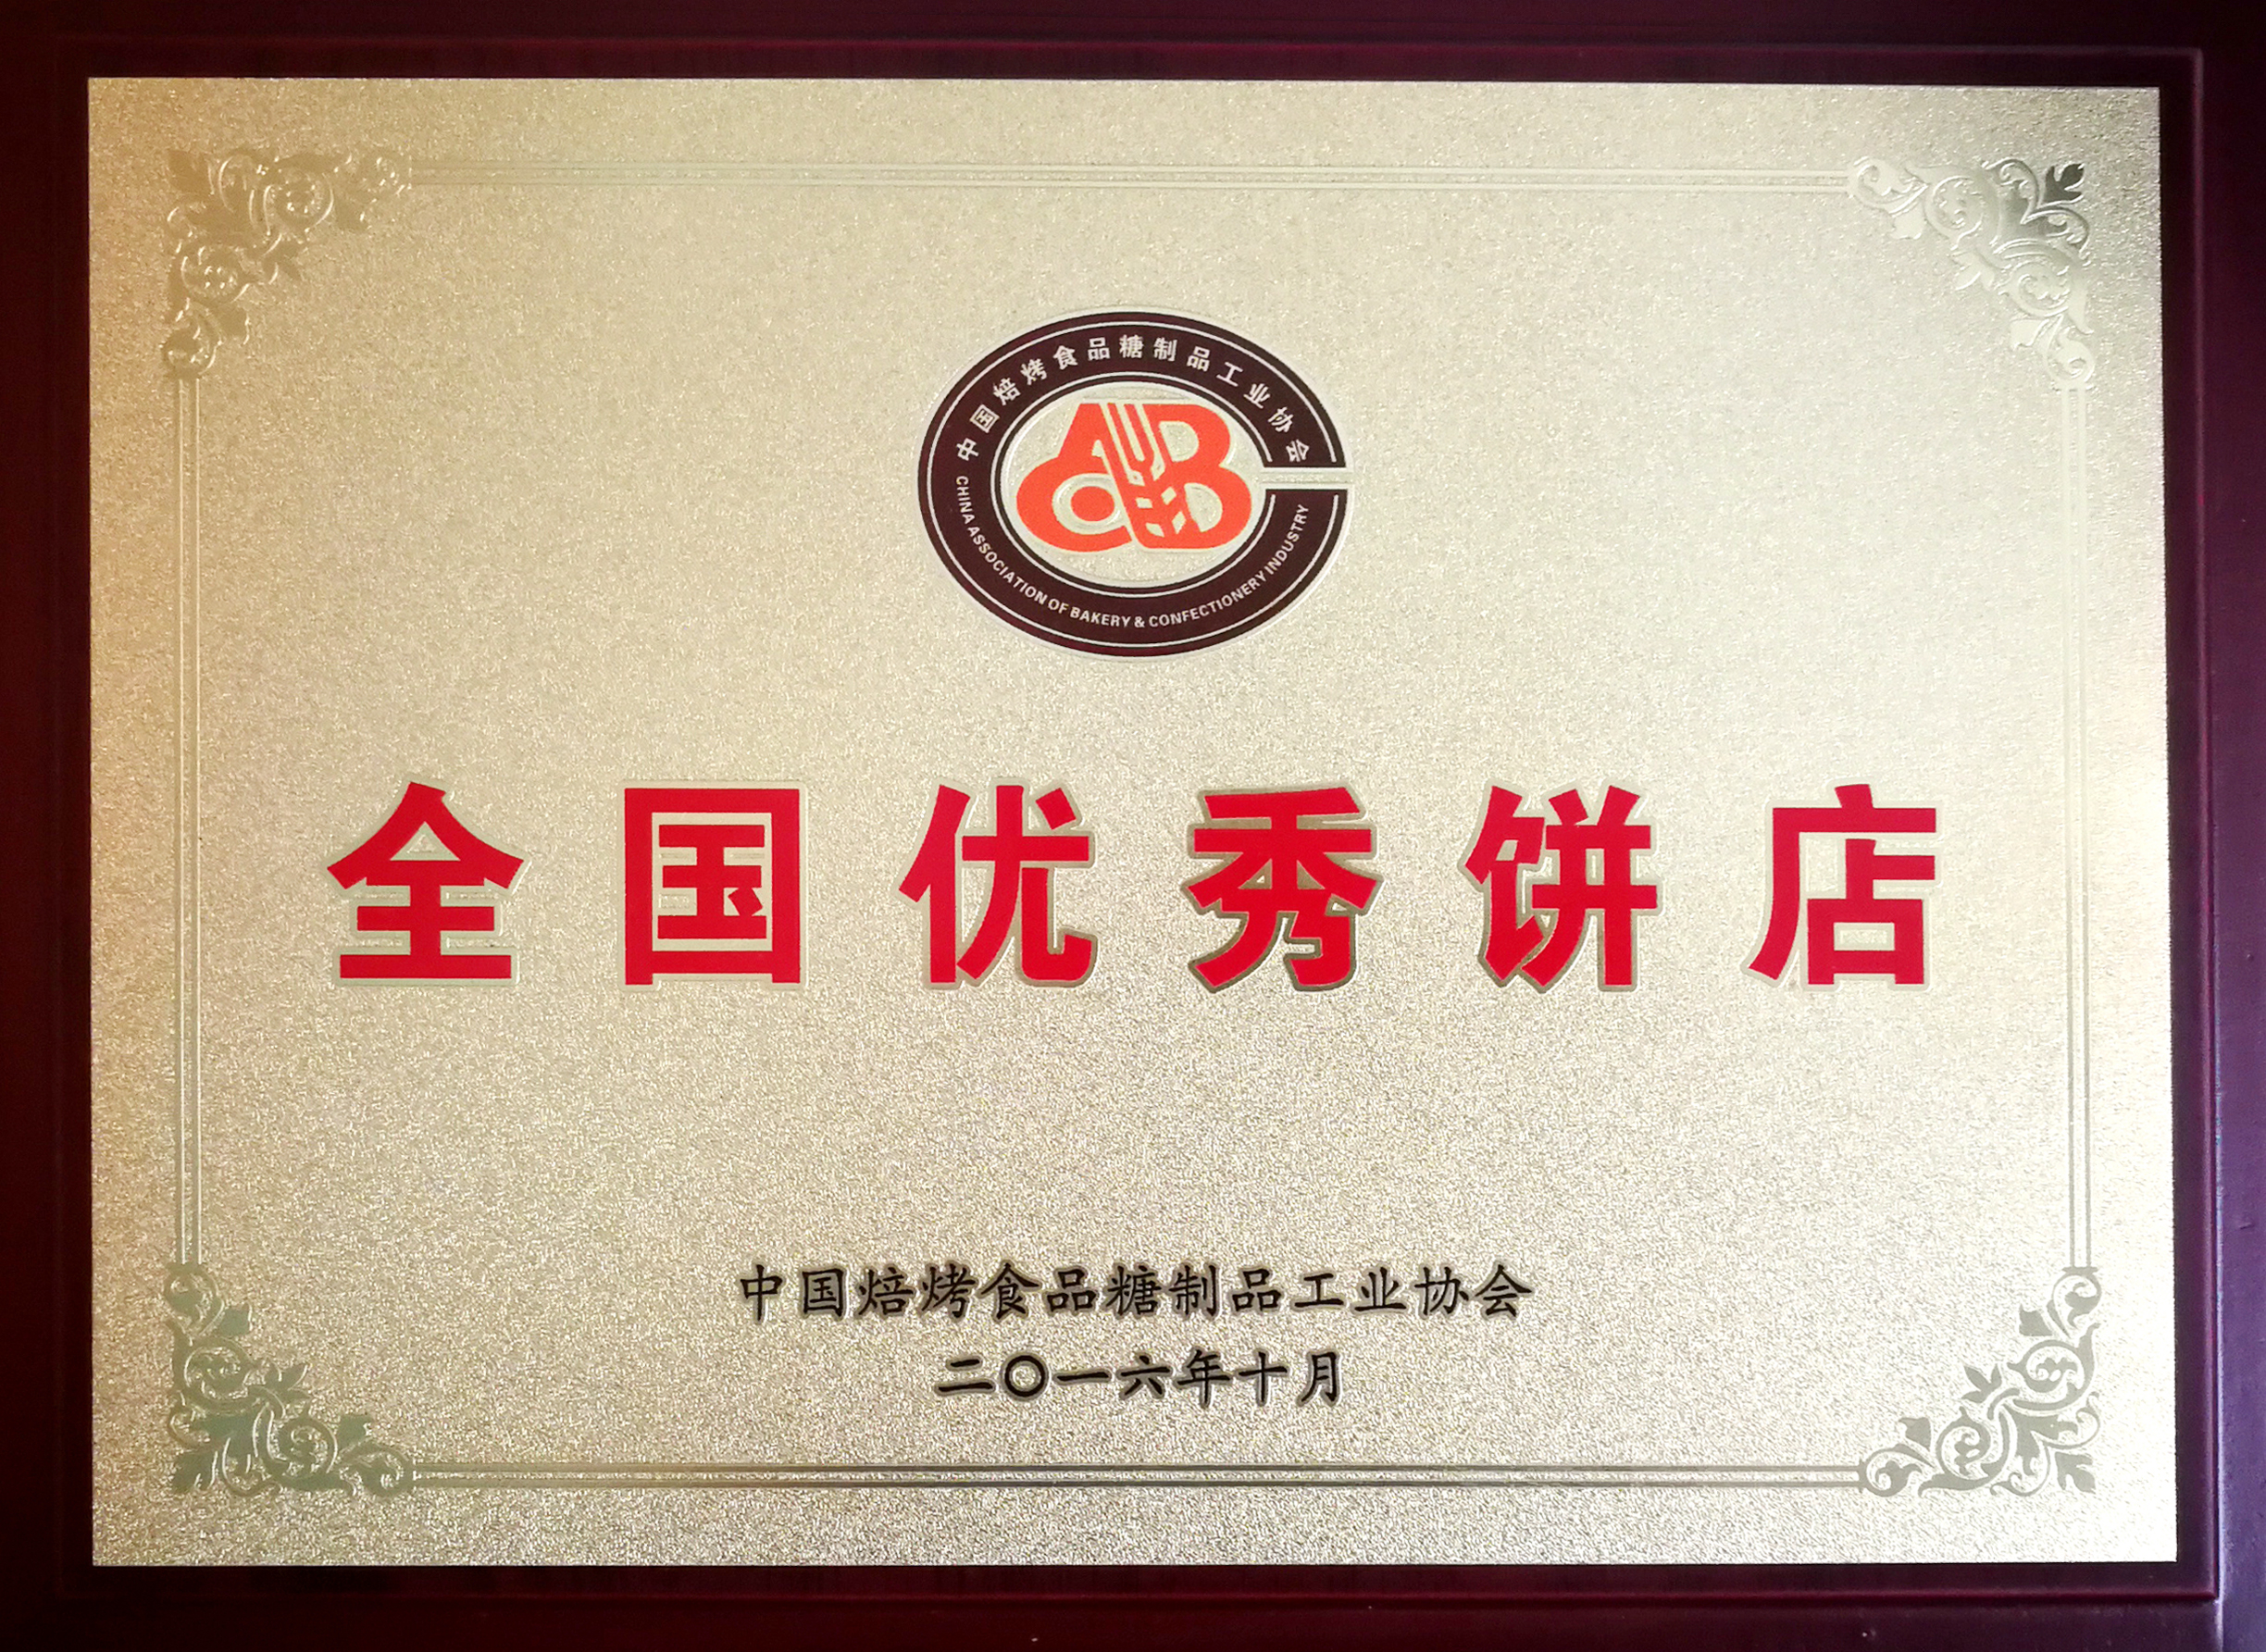 中国焙烤食品糖制品工业协会
CHINA ASSOCIATION OF BAKERY & CONFECTIONERY INDUSTRY
全国优秀饼店
中国焙烤食品糖制品工业协会
二〇一六年十月